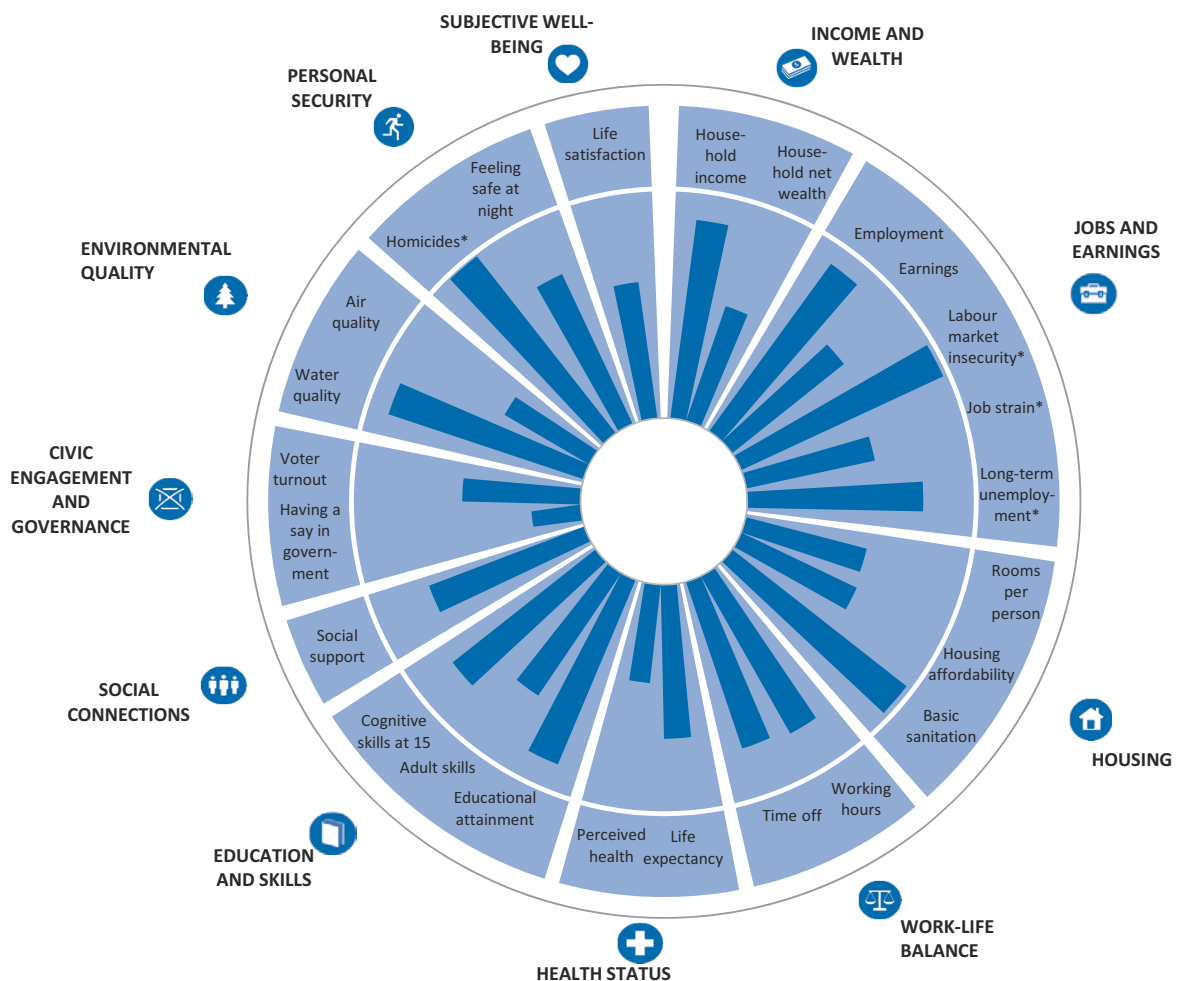 SUBJECTIVE WELL-
BEING
INCOME AND
WEALTH
PERSONAL
SECURITY
Life
satisfaction
House-
hold
income
House-
hold net
wealth
Feeling
safe at
night
Homicides*
Employment
Earnings
JOBS AND
EARNINGS
ENVIRONMENTAL
QUALITY
Air
quality
Water
quality
Labour
market
insecurity*
Job strain*
CIVIC
ENGAGEMENT
AND
GOVERNANCE
Voter
turnout
Having a
say in
govern-
ment
Long-term
unemploy-
ment*
Rooms
per
person
Social
support
Housing
affordability
SOCIAL
CONNECTIONS
Basic
sanitation
HOUSING
Cognitive
skills at 15
Adult skills
Educational
attainment
Working
hours
Time off
Perceived
health
Life
expectancy
EDUCATION
AND SKILLS
WORK-LIFE
BALANCE
HEALTH STATUS